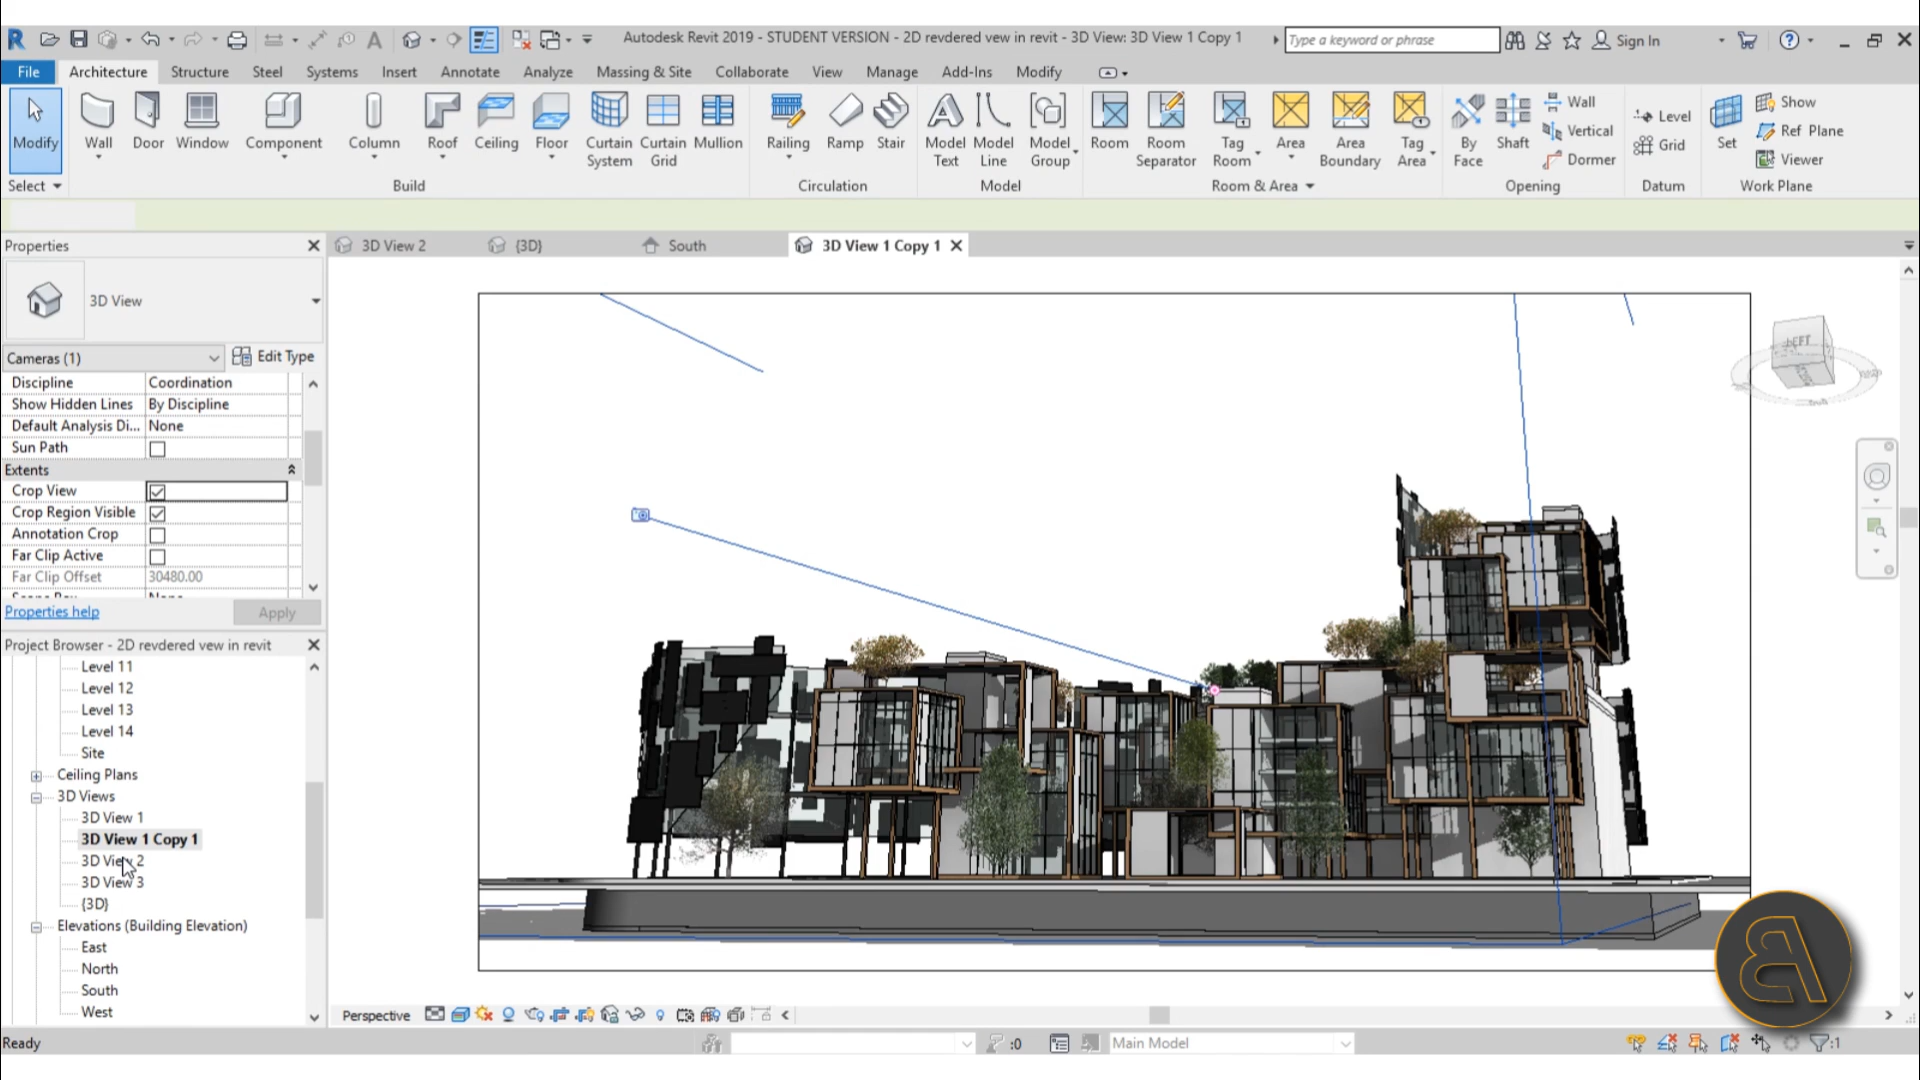 Autodesk Revit 2019 - STUDENT VERSION - 2D revdered vew in revit - 3D View: 3D View 1 Copy 1
Type a keyword or phrase
Sign In
File Architecture Structure Steel Systems Insert Annotate Analyze Massing & Site Collaborate View Manage Add-Ins Modify
Modify
Wall
Door
Window
Component
Column
Roof
Ceiling
Floor
Curtain System
Curtain Grid
Mullion
Railing
Ramp
Stair
Model Text
Model Line
Model Group
Room
Room Separator
Tag Room
Area
Area Boundary
Tag Area
By Face
Shaft
Wall
Vertical
Dormer
Level
Grid
Set
Show
Ref Plane
Viewer
Select
Build
Circulation
Model
Room & Area
Opening
Datum
Work Plane
Properties
3D View 2
{3D}
South
3D View 1 Copy 1
3D View
Cameras (1)
Edit Type
Discipline Coordination
Show Hidden Lines By Discipline
Default Analysis Di... None
Sun Path
Extents
Crop View
Crop Region Visible
Annotation Crop
Far Clip Active
Far Clip Offset 30480.00
Properties help
Apply
Project Browser - 2D revdered vew in revit
Level 11
Level 12
Level 13
Level 14
Site
Ceiling Plans
3D Views
3D View 1
3D View 1 Copy 1
3D View 2
3D View 3
{3D}
Elevations (Building Elevation)
East
North
South
West
LEFT
Perspective
Ready
:0
Main Model
:1